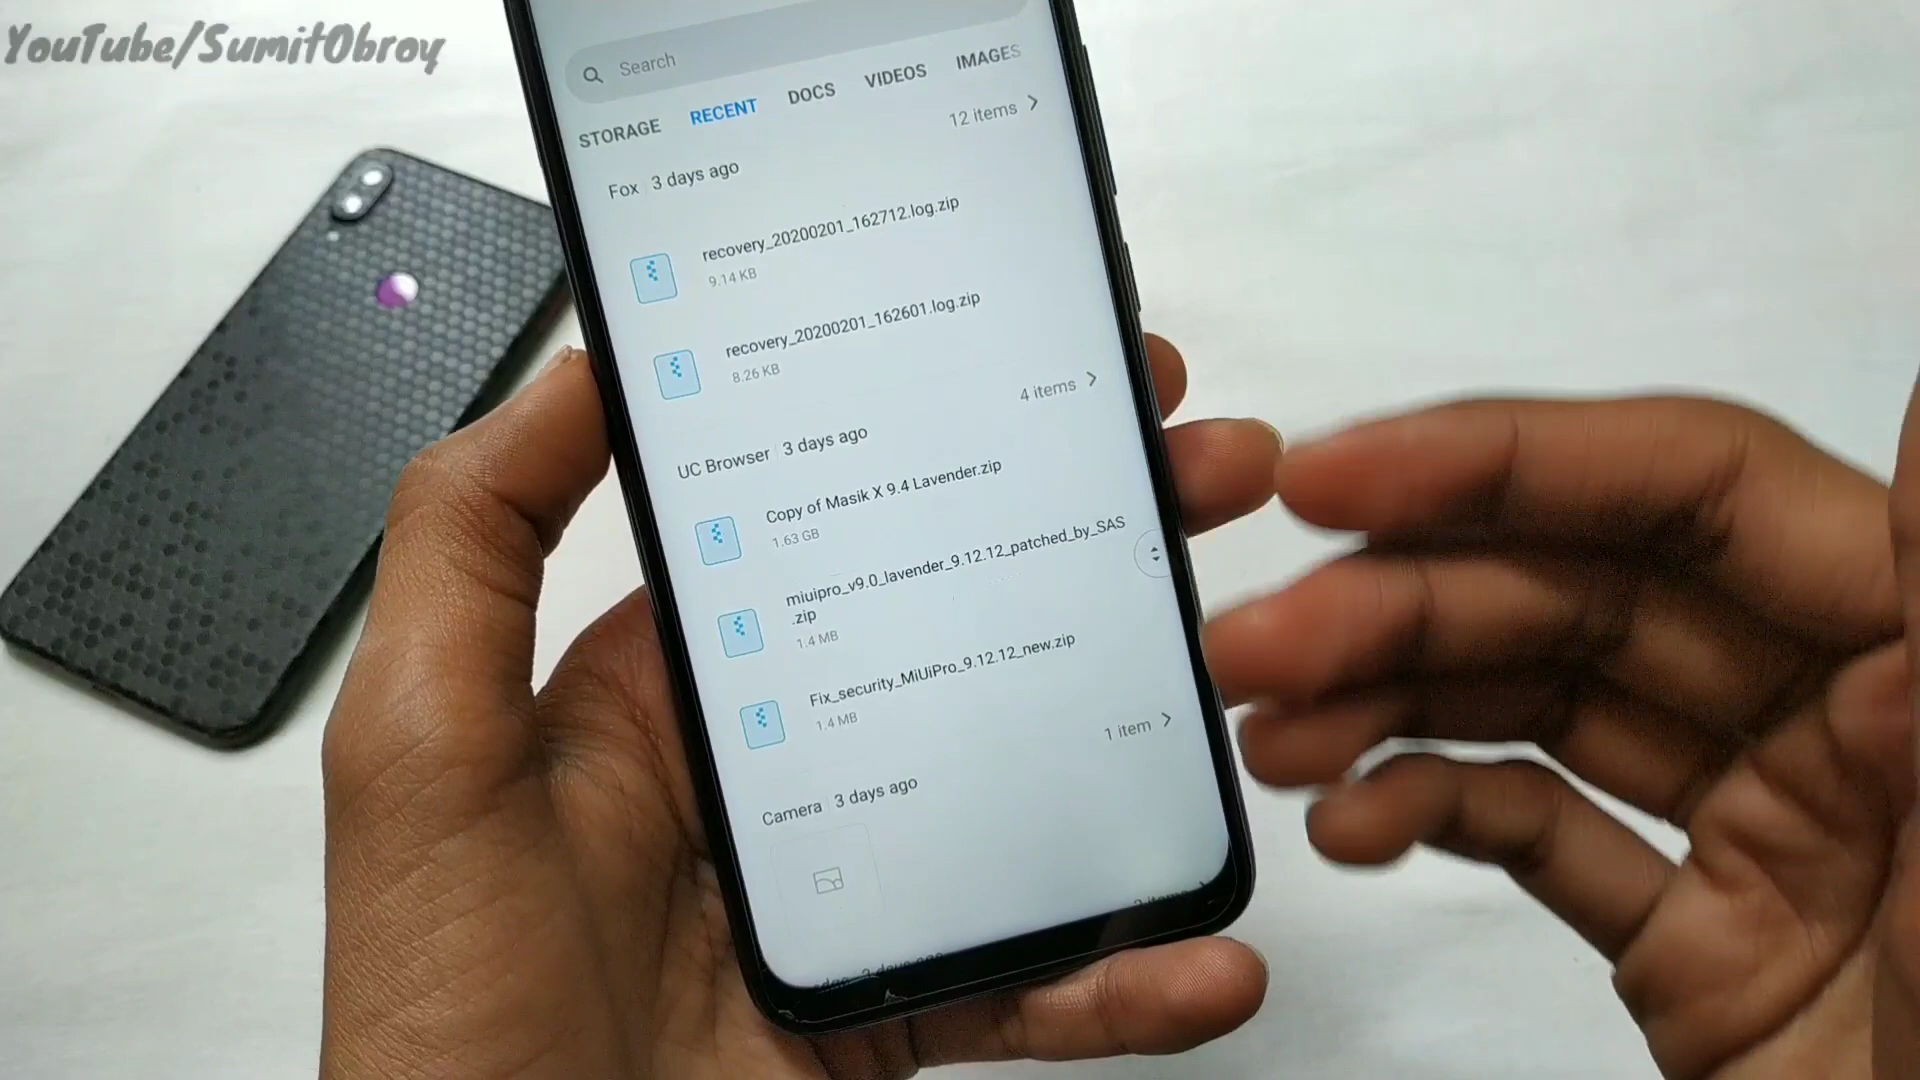 YouTube/SumitObroy
Search
STORAGE RECENT DOCS VIDEOS IMAGES
12 items
Fox 3 days ago
recovery_20200201_162712.log.zip
9.14 KB
recovery_20200201_162601.log.zip
8.26 KB
4 items
UC Browser 3 days ago
Copy of Masik X 9.4 Lavender.zip
1.63 GB
miuipro_v9.0_lavender_9.12.12_patched_by_SAS
.zip
1.4 MB
Fix_security_MiUiPro_9.12.12_new.zip
1.4 MB
1 item
Camera 3 days ago